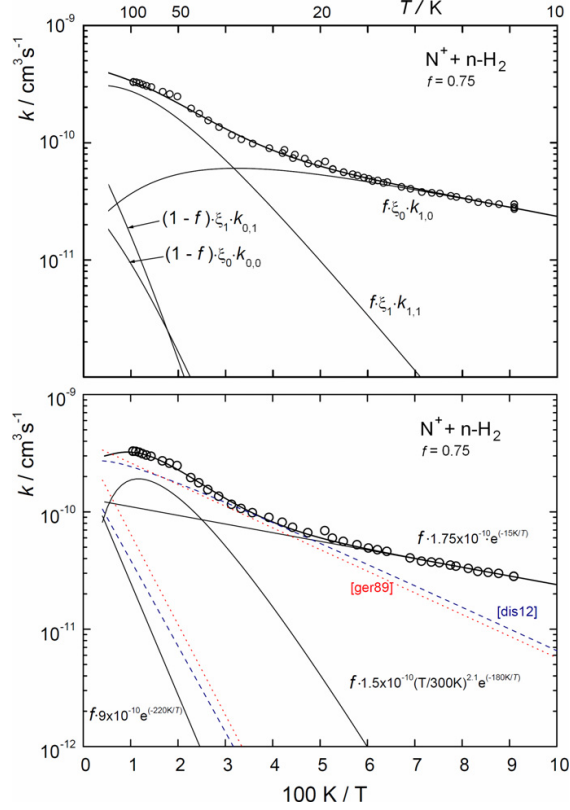 100 50 20 T / K 10
10⁻⁹
N⁺ + n-H₂
f = 0.75
k / cm³s⁻¹
10⁻¹⁰
f·ξ₀·k₁,₀
(1 - f)·ξ₁·k₀,₁
(1 - f)·ξ₀·k₀,₀
10⁻¹¹
f·ξ₁·k₁,₁
10⁻⁹
N⁺ + n-H₂
f = 0.75
k / cm³s⁻¹
10⁻¹⁰
f·1.75x10⁻¹⁰e⁽⁻¹⁵ᴷ/ᵀ⁾
[ger89]
[dis12]
10⁻¹¹
f·1.5x10⁻¹⁰(T/300K)²·¹e⁽⁻¹⁸⁰ᴷ/ᵀ⁾
f·9x10⁻¹⁰e⁽⁻²²⁰ᴷ/ᵀ⁾
10⁻¹²
0 1 2 3 4 5 6 7 8 9 10
100 K / T